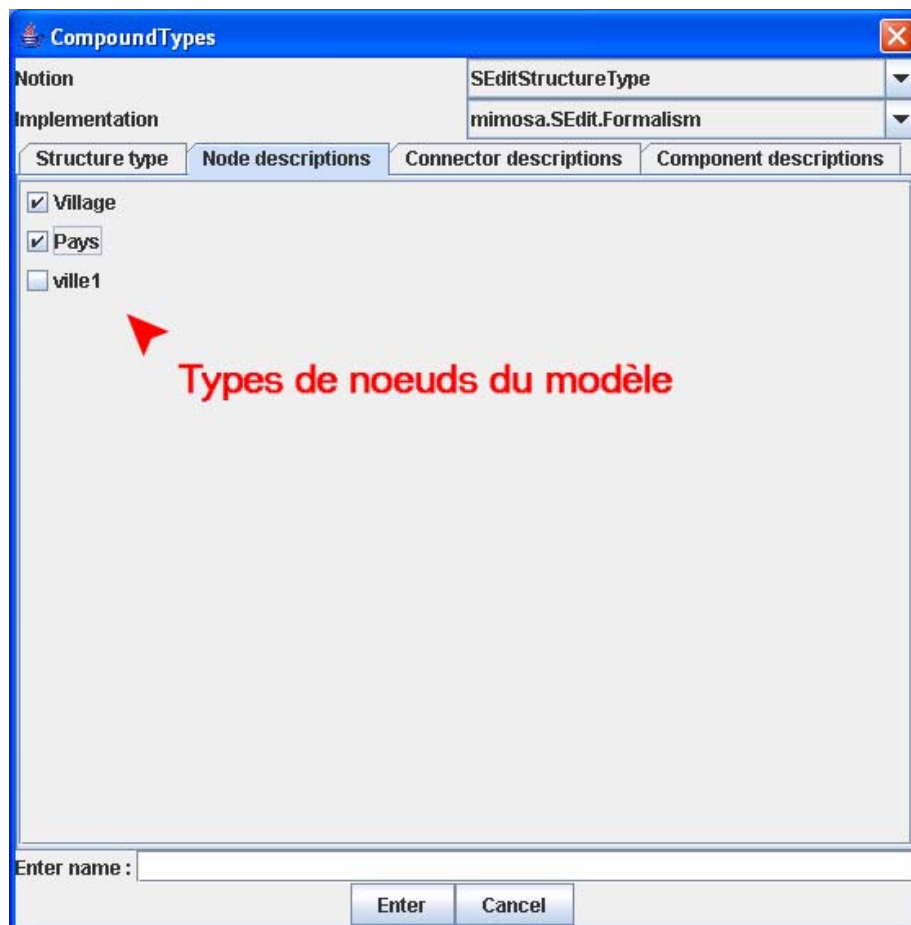 CompoundTypes
Notion SEditStructureType
Implementation mimosa.SEdit.Formalism
Structure type Node descriptions Connector descriptions Component descriptions
Village
Pays
ville1
Types de noeuds du modèle
Enter name :
Enter Cancel